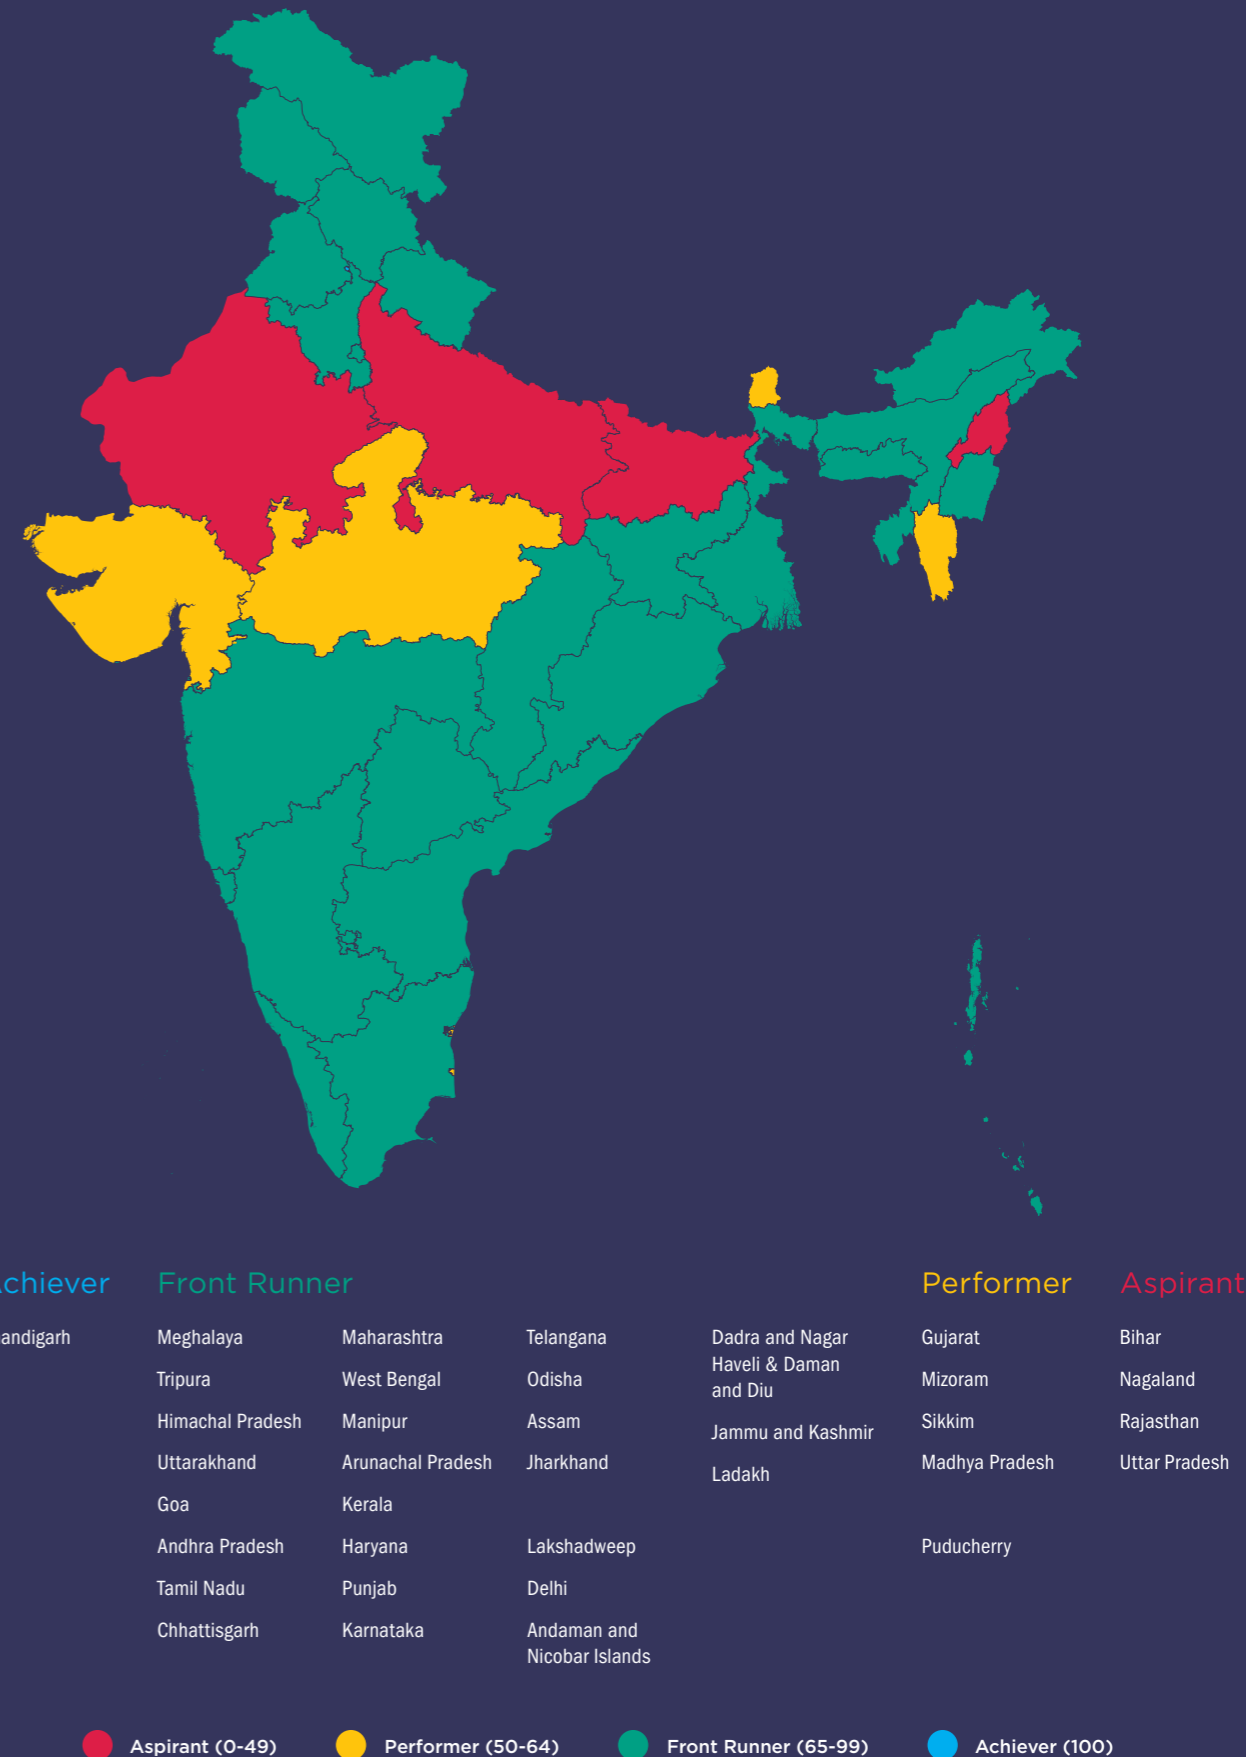 chiever
Front Runner
Performer
Aspirant
andigarh
Meghalaya
Tripura
Himachal Pradesh
Uttarakhand
Goa
Andhra Pradesh
Tamil Nadu
Chhattisgarh
Maharashtra
West Bengal
Manipur
Arunachal Pradesh
Kerala
Haryana
Punjab
Karnataka
Telangana
Odisha
Assam
Jharkhand
Lakshadweep
Delhi
Andaman and
Nicobar Islands
Dadra and Nagar
Haveli & Daman
and Diu
Jammu and Kashmir
Ladakh
Gujarat
Mizoram
Sikkim
Madhya Pradesh
Puducherry
Bihar
Nagaland
Rajasthan
Uttar Pradesh
Aspirant (0-49)
Performer (50-64)
Front Runner (65-99)
Achiever (100)